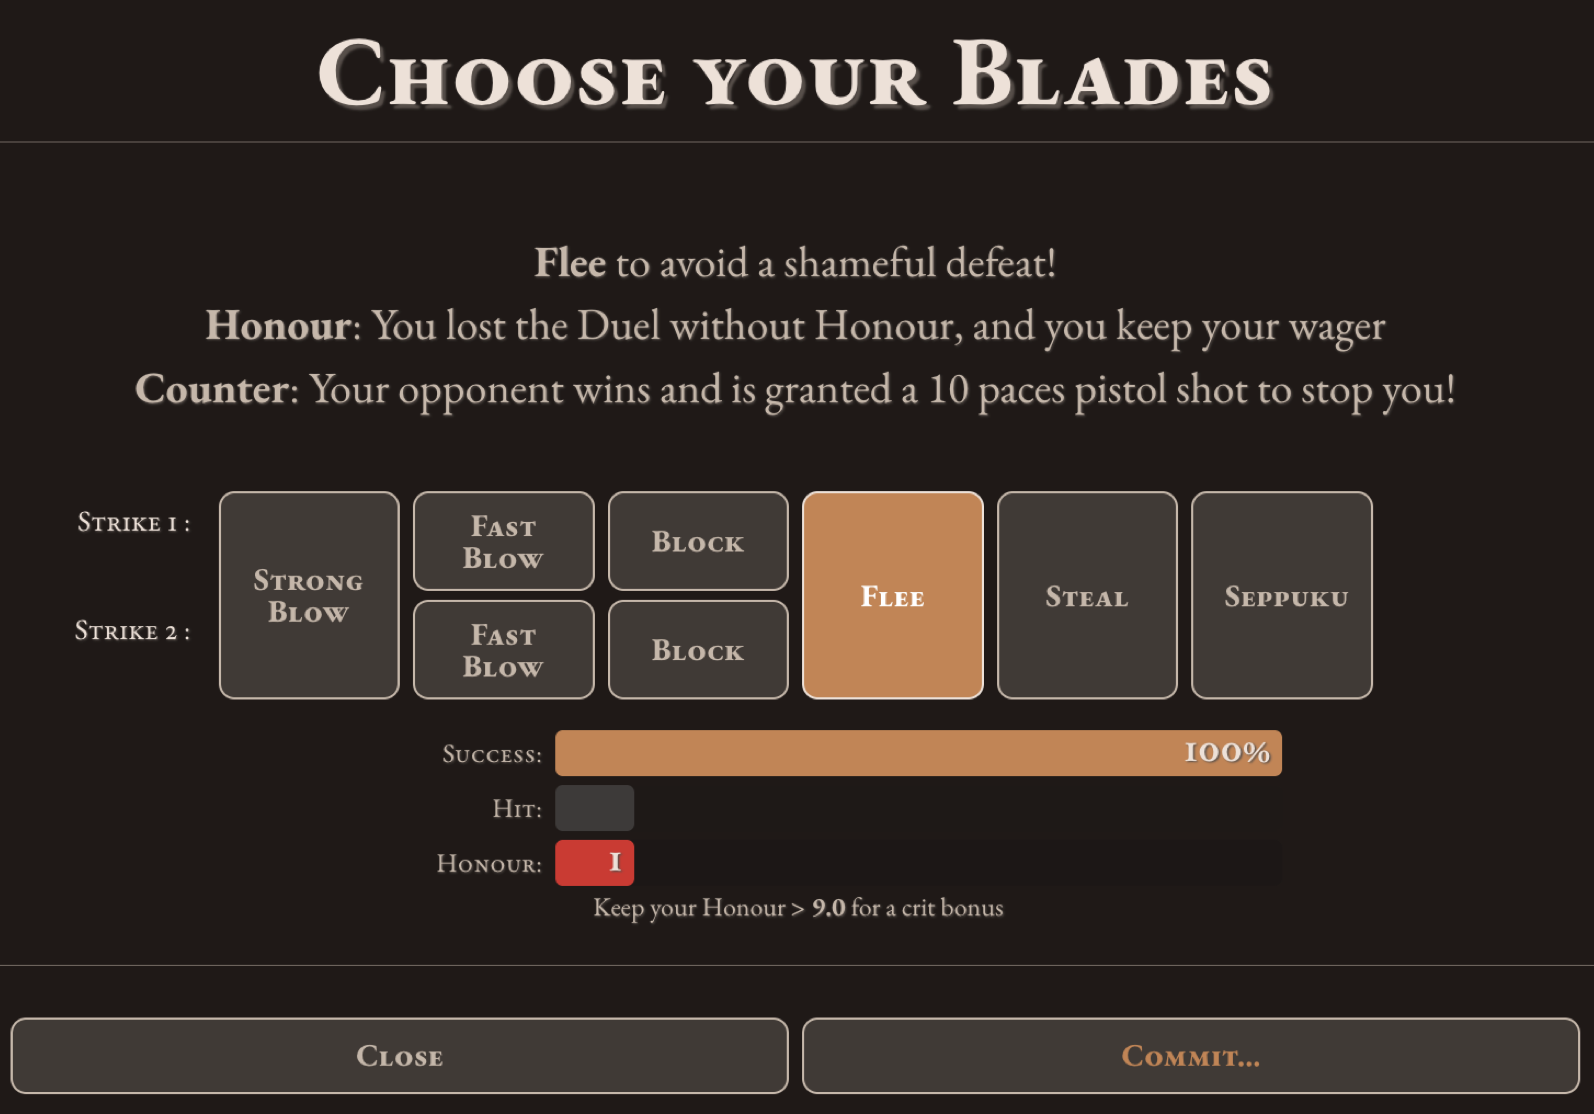 Choose your Blades
Flee to avoid a shameful defeat!
Honour: You lost the Duel without Honour, and you keep your wager
Counter: Your opponent wins and is granted a 10 paces pistol shot to stop you!
Strike 1 :
Strike 2 :
Strong
Blow
Fast
Blow
Block
Fast
Blow
Block
Flee
Steal
Seppuku
Success:
100%
Hit:
Honour:
1
Keep your Honour > 9.0 for a crit bonus
Close
Commit...